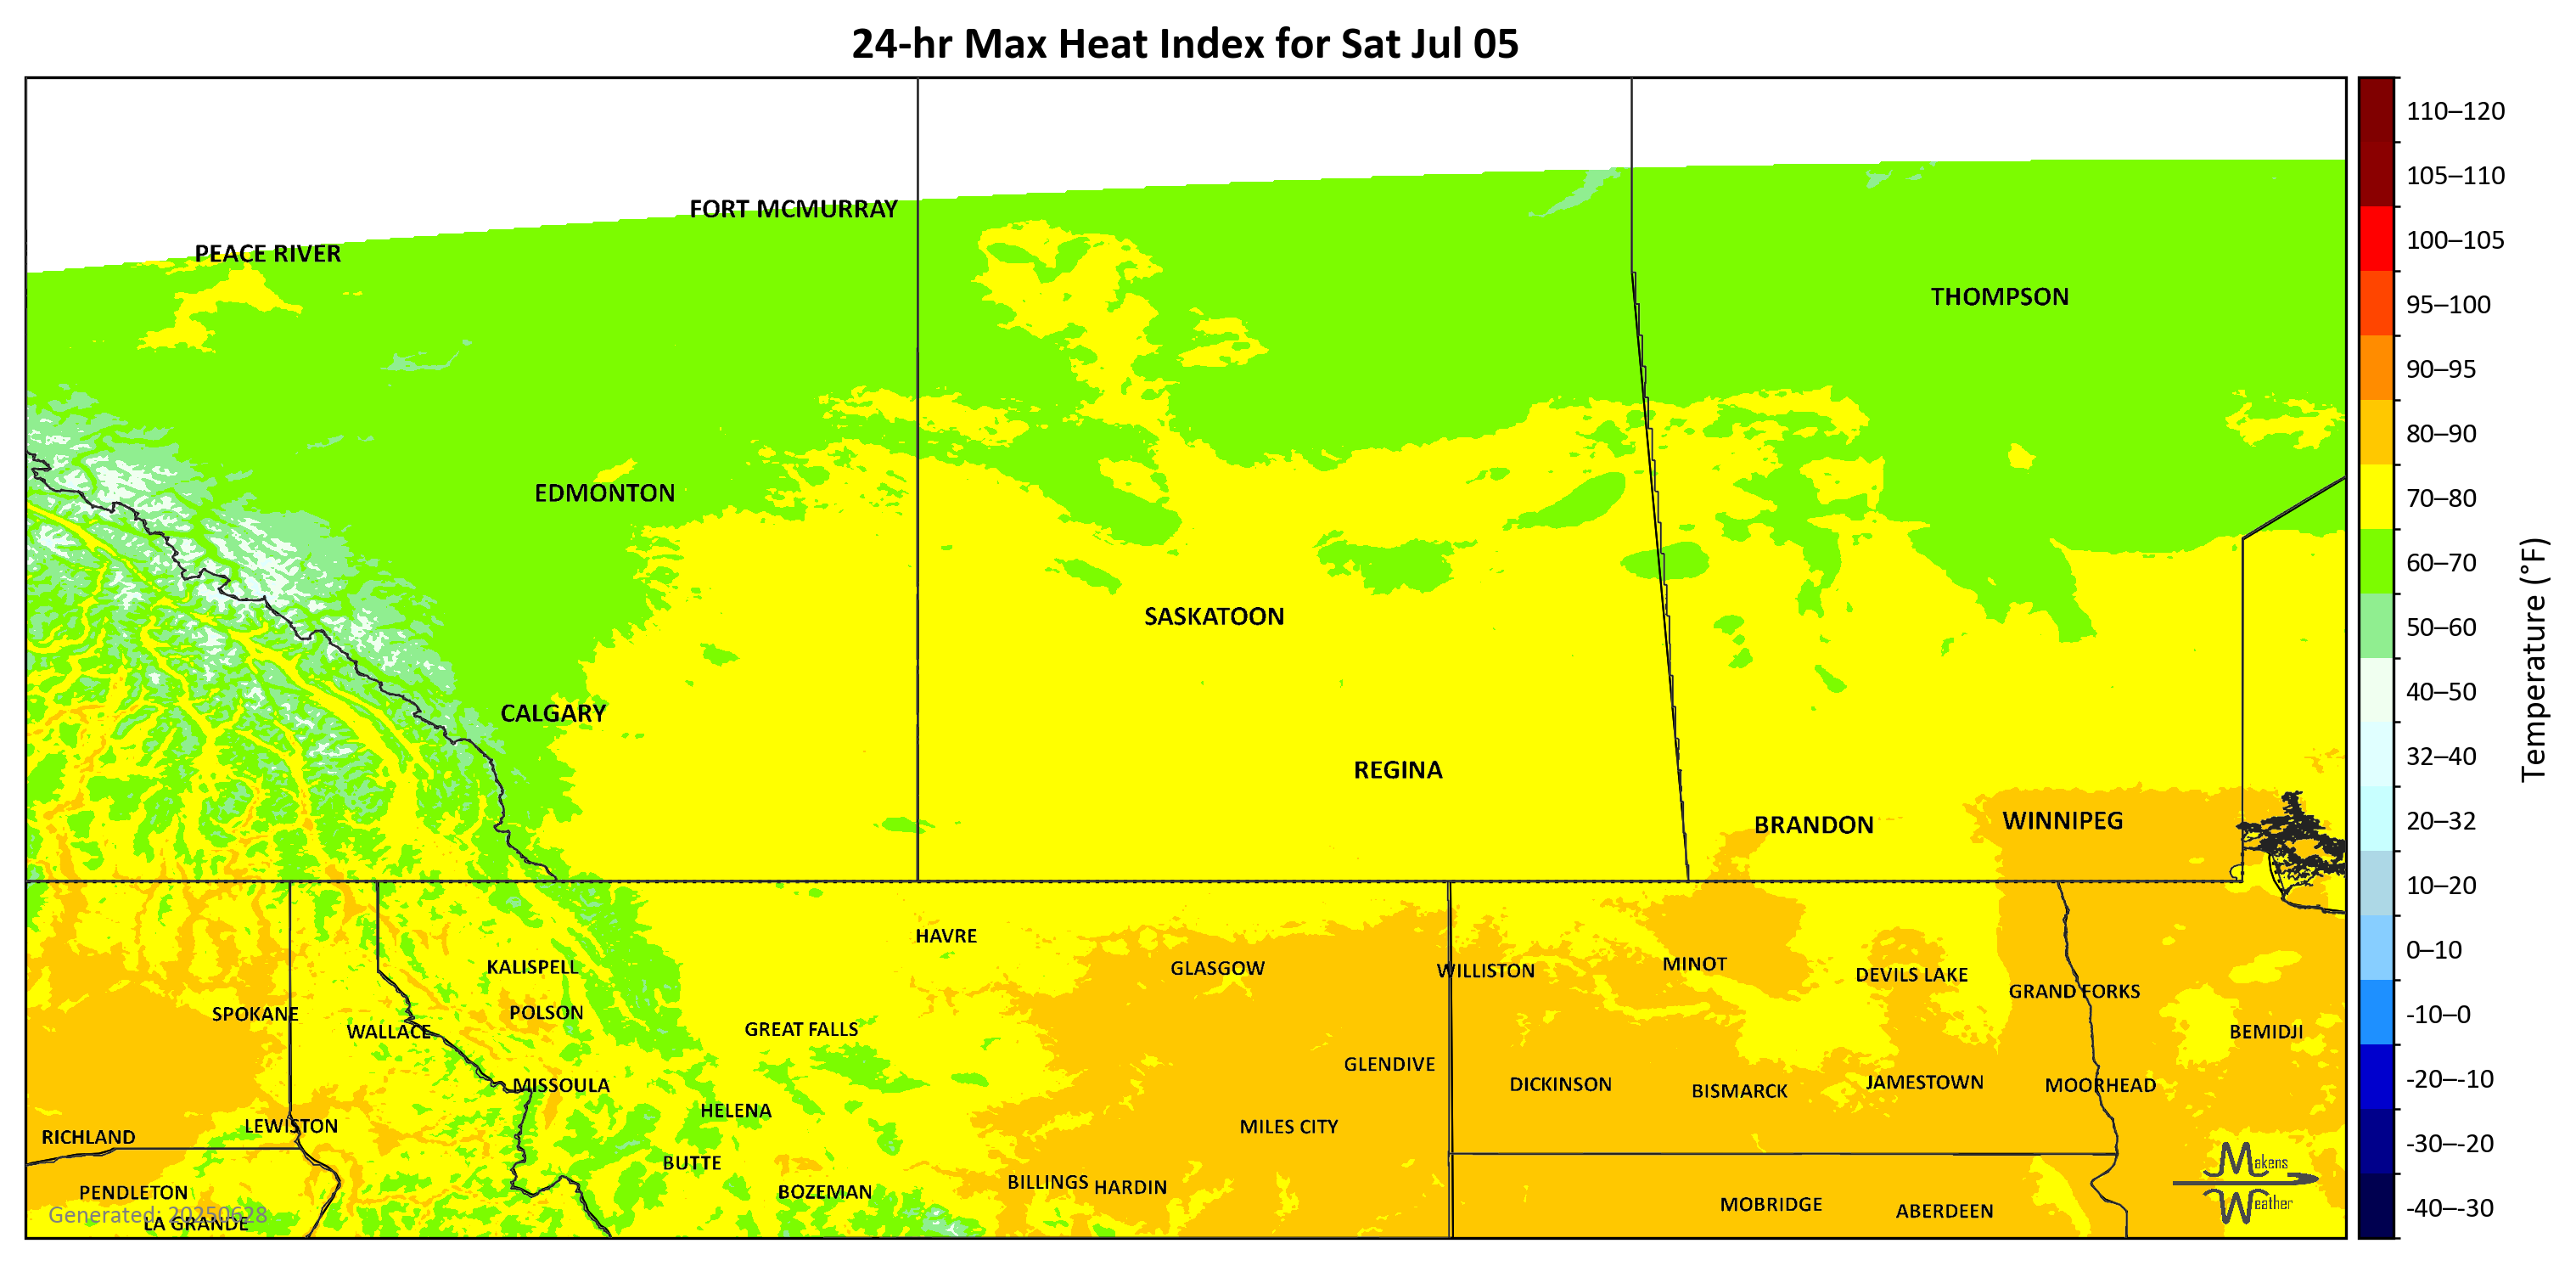 24-hr Max Heat Index for Sat Jul 05
110–120
105–110
FORT MCMURRAY
100–105
PEACE RIVER
THOMPSON
95–100
90–95
80–90
EDMONTON
70–80
60–70
SASKATOON
50–60
40–50
CALGARY
32–40
Temperature (°F)
REGINA
BRANDON
WINNIPEG
20–32
10–20
HAVRE
0–10
KALISPELL
GLASGOW
WILLISTON
MINOT
DEVILS LAKE
GRAND FORKS
SPOKANE
POLSON
-10–0
WALLACE
GREAT FALLS
BEMIDJI
GLENDIVE
MISSOULA
DICKINSON
BISMARCK
JAMESTOWN
MOORHEAD
-20–-10
HELENA
LEWISTON
MILES CITY
RICHLAND
-30–-20
BUTTE
Makens
PENDLETON
BOZEMAN
BILLINGS
HARDIN
MOBRIDGE
ABERDEEN
Weather
-40–-30
Generated: 20250628
LA GRANDE